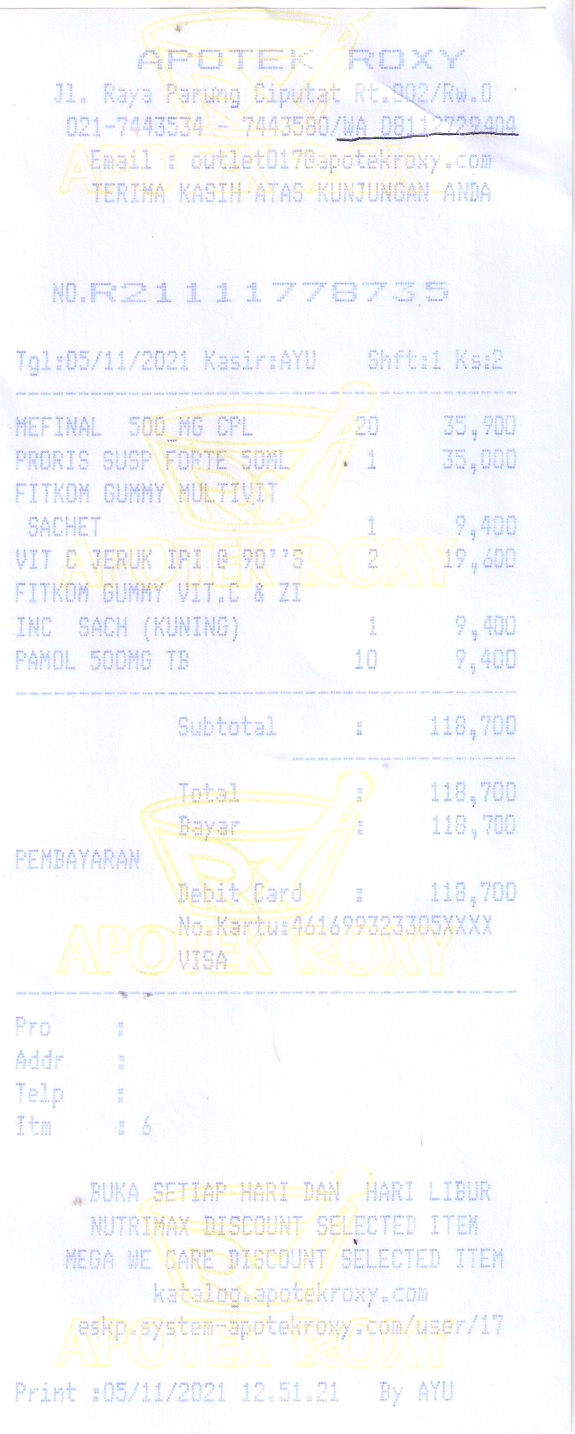 APOTEK ROXY
Jl. Raya Parung Ciputat Rt.002/Rw.0
021-7443534 - 7443580/WA 08112729404
Email : outlet017@apotekroxy.com
TERIMA KASIH ATAS KUNJUNGAN ANDA
NO.R21111778735
Tgl:05/11/2021 Kasir:AYU Shft:1 Ks:2
MEFINAL 500 MG CPL 20 35,900
PRORIS SUSP FORTE 50ML 1 35,000
FITKOM GUMMY MULTIVIT
SACHET 1 9,400
VIT C JERUK IPI @ 90''S 2 19,600
FITKOM GUMMY VIT.C & ZI
INC SACH (KUNING) 1 9,400
PAMOL 500MG TB 10 9,400
Subtotal : 118,700
Total : 118,700
Bayar : 118,700
PEMBAYARAN
Debit Card : 118,700
No.Kartu:461699323305XXXX
VISA
Pro :
Addr :
Telp :
Itm : 6
BUKA SETIAP HARI DAN HARI LIBUR
NUTRIMAX DISCOUNT SELECTED ITEM
MEGA WE CARE DISCOUNT SELECTED ITEM
katalog.apotekroxy.com
eskp.system-apotekroxy.com/user/17
Print :05/11/2021 12.51.21 By AYU